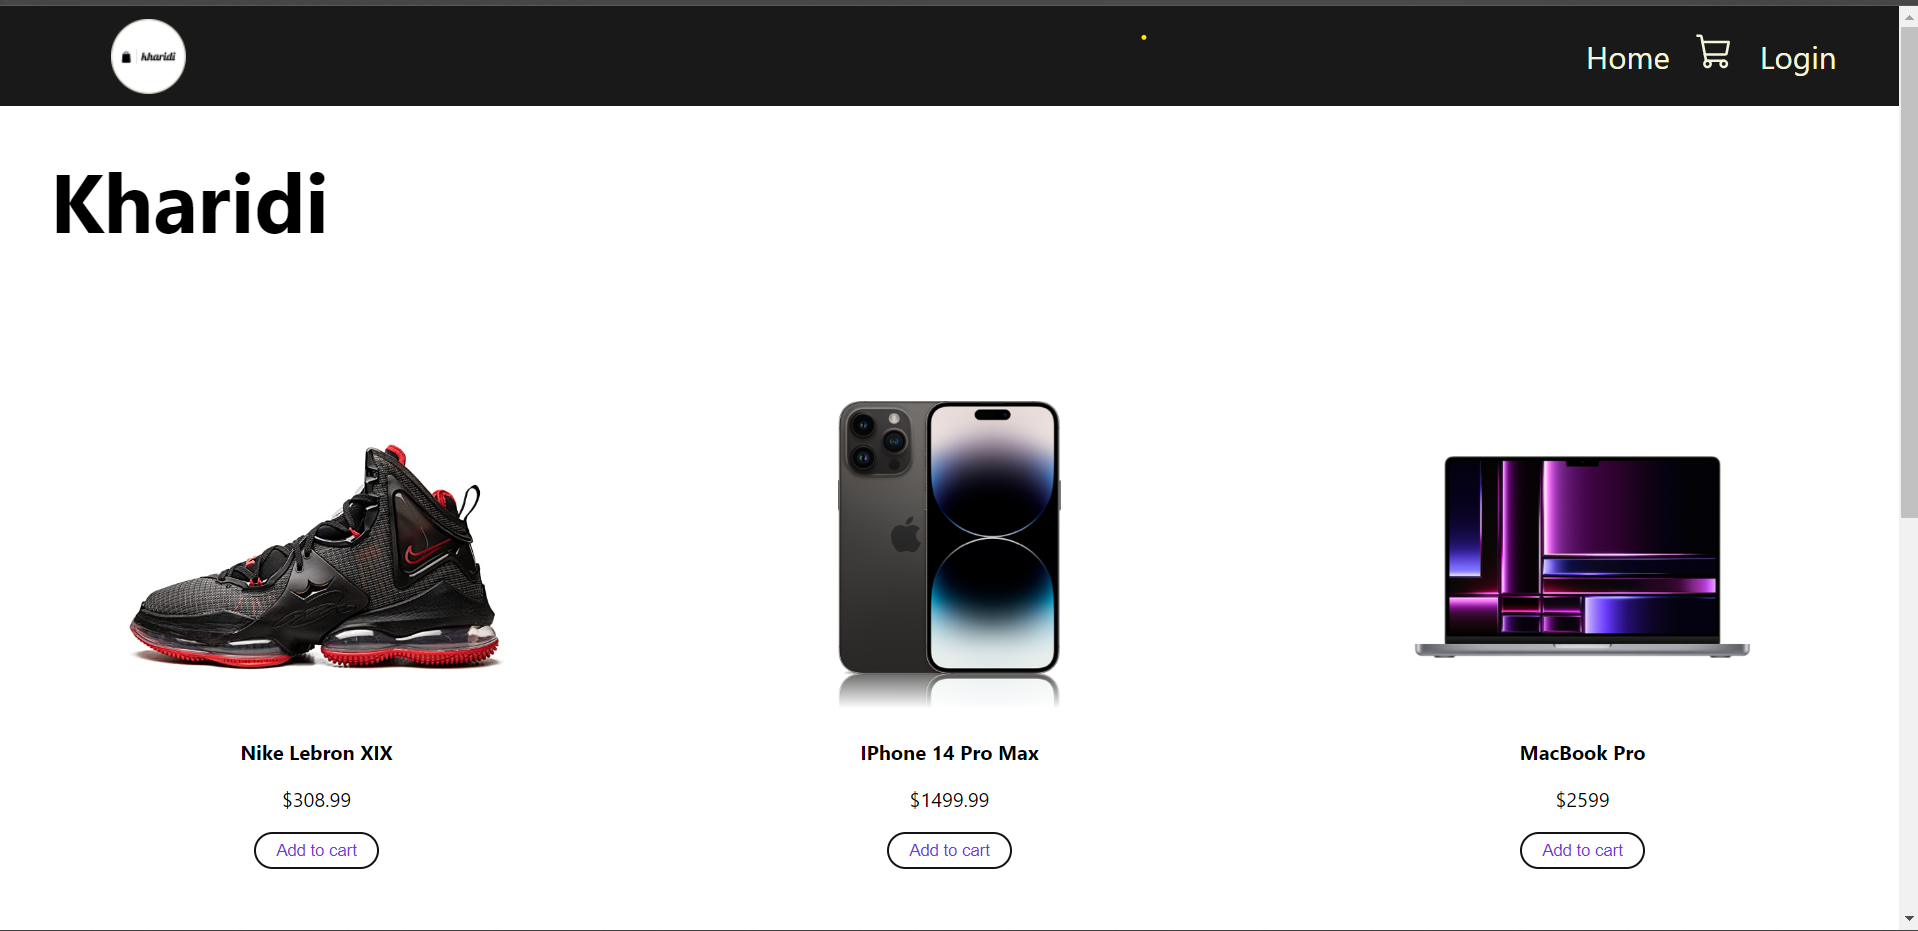 kharidi
Home Login
Kharidi
Nike Lebron XIX
$308.99
Add to cart
IPhone 14 Pro Max
$1499.99
Add to cart
MacBook Pro
$2599
Add to cart